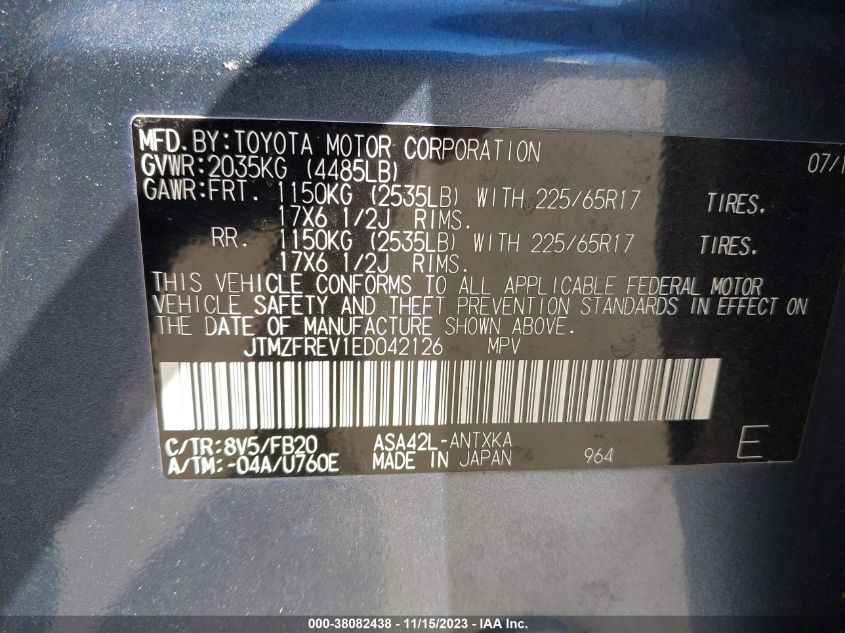 MFD.BY:TOYOTA MOTOR CORPORATION 07/1
GVWR:2035KG (4485LB)
GAWR:FRT. 1150KG (2535LB) WITH 225/65R17 TIRES.
17X6 1/2J RIMS.
RR. 1150KG (2535LB) WITH 225/65R17 TIRES.
17X6 1/2J RIMS.
THIS VEHICLE CONFORMS TO ALL APPLICABLE FEDERAL MOTOR
VEHICLE SAFETY AND THEFT PREVENTION STANDARDS IN EFFECT ON
THE DATE OF MANUFACTURE SHOWN ABOVE.
JTMZFREV1ED042126 MPV
C/TR:8V5/FB20 ASA42L-ANTXKA
A/TM:-04A/U760E MADE IN JAPAN 964 E
000-38082438 - 11/15/2023 - IAA Inc.